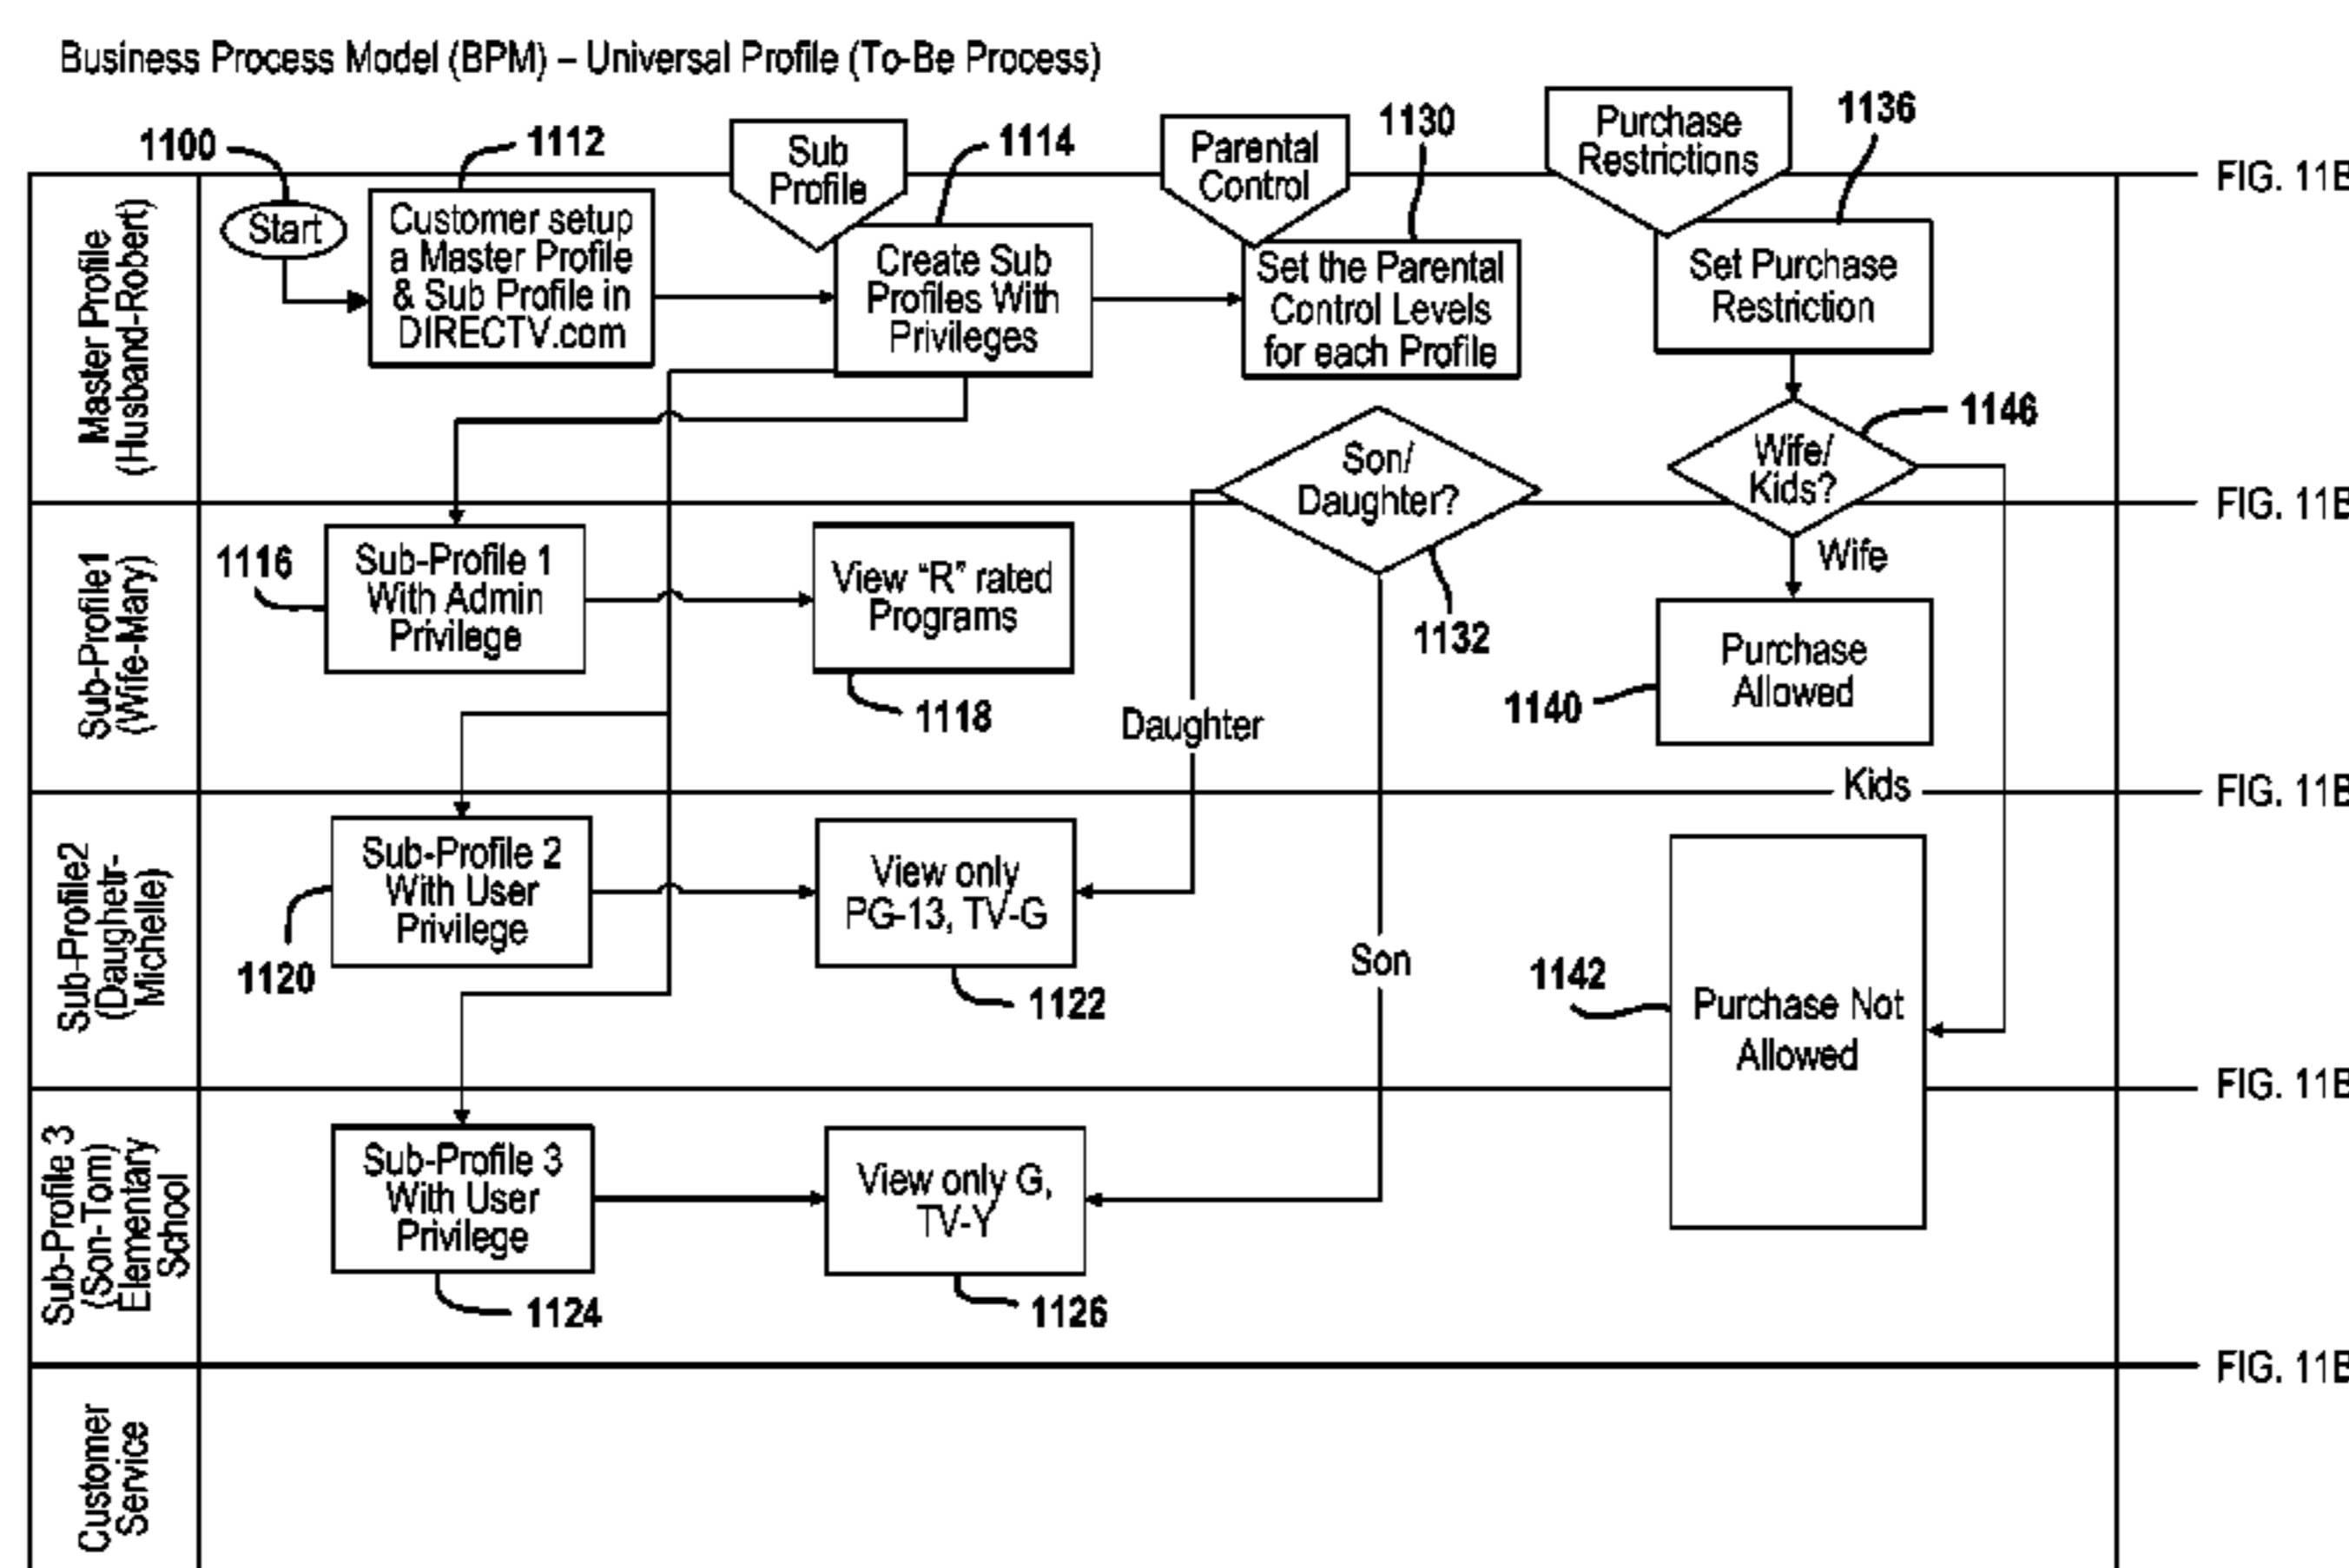 Business Process Model (BPM) – Universal Profile (To-Be Process)
1100
1112
Sub
Profile
1114
Parental
Control
1130
Purchase
Restrictions
1136
FIG. 11B
Master Profile
(Husband-Robert)
Start
Customer setup
a Master Profile
& Sub Profile in
DIRECTV.com
Create Sub
Profiles With
Privileges
Set the Parental
Control Levels
for each Profile
Set Purchase
Restriction
Son/
Daughter?
1132
Wife/
Kids?
1146
FIG. 11B
Sub-Profile1
(Wife-Mary)
1116
Sub-Profile 1
With Admin
Privilege
View “R” rated
Programs
1118
Daughter
Wife
Purchase
Allowed
1140
Kids
FIG. 11B
Sub-Profile2
(Daughetr-
Michelle)
Sub-Profile 2
With User
Privilege
1120
View only
PG-13, TV-G
1122
Son
1142
Purchase Not
Allowed
FIG. 11B
Sub-Profile 3
(Son-Tom)
Elementary
School
Sub-Profile 3
With User
Privilege
1124
View only G,
TV-Y
1126
FIG. 11B
Customer
Service